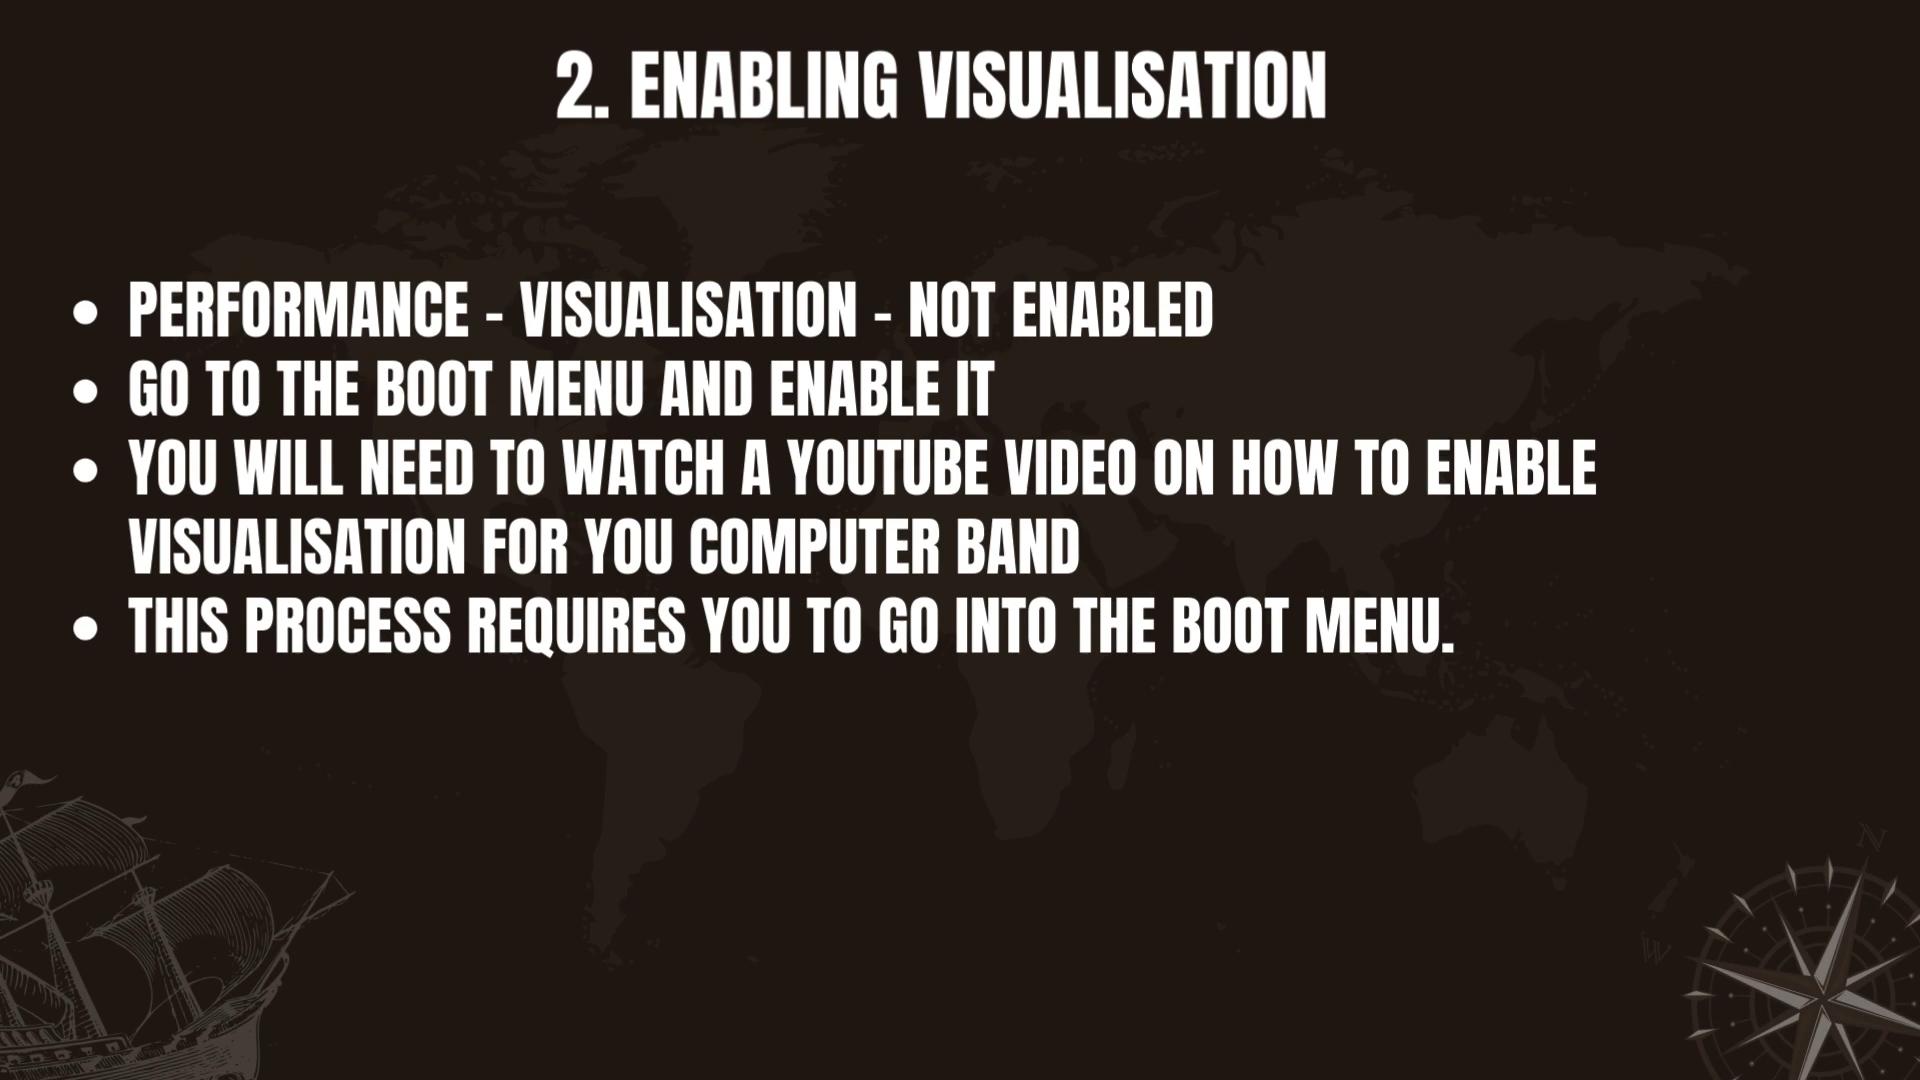 2. ENABLING VISUALISATION
• PERFORMANCE - VISUALISATION - NOT ENABLED
• GO TO THE BOOT MENU AND ENABLE IT
• YOU WILL NEED TO WATCH A YOUTUBE VIDEO ON HOW TO ENABLE
VISUALISATION FOR YOU COMPUTER BAND
• THIS PROCESS REQUIRES YOU TO GO INTO THE BOOT MENU.
N
W